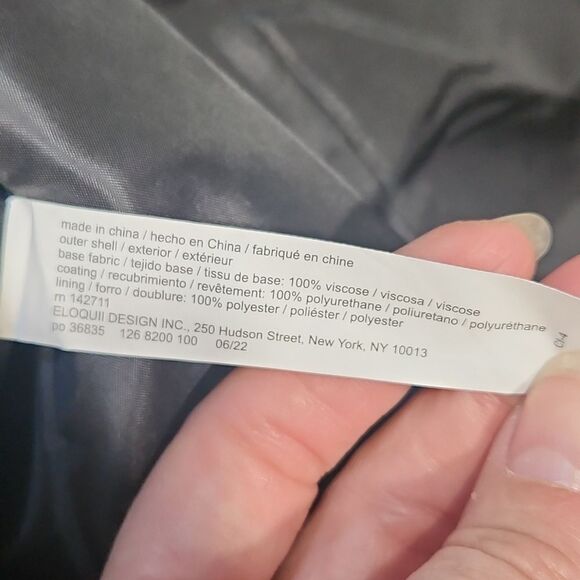 made in china / hecho en China / fabriqué en chine
outer shell / exterior / extérieur
base fabric / tejido base / tissu de base: 100% viscose / viscosa / viscose
coating / recubrimiento / revêtement: 100% polyurethane / poliuretano / polyuréthane
lining / forro / doublure: 100% polyester / poliéster / polyester
rn 142711
ELOQUII DESIGN INC., 250 Hudson Street, New York, NY 10013
po 36835 126 8200 100 06/22